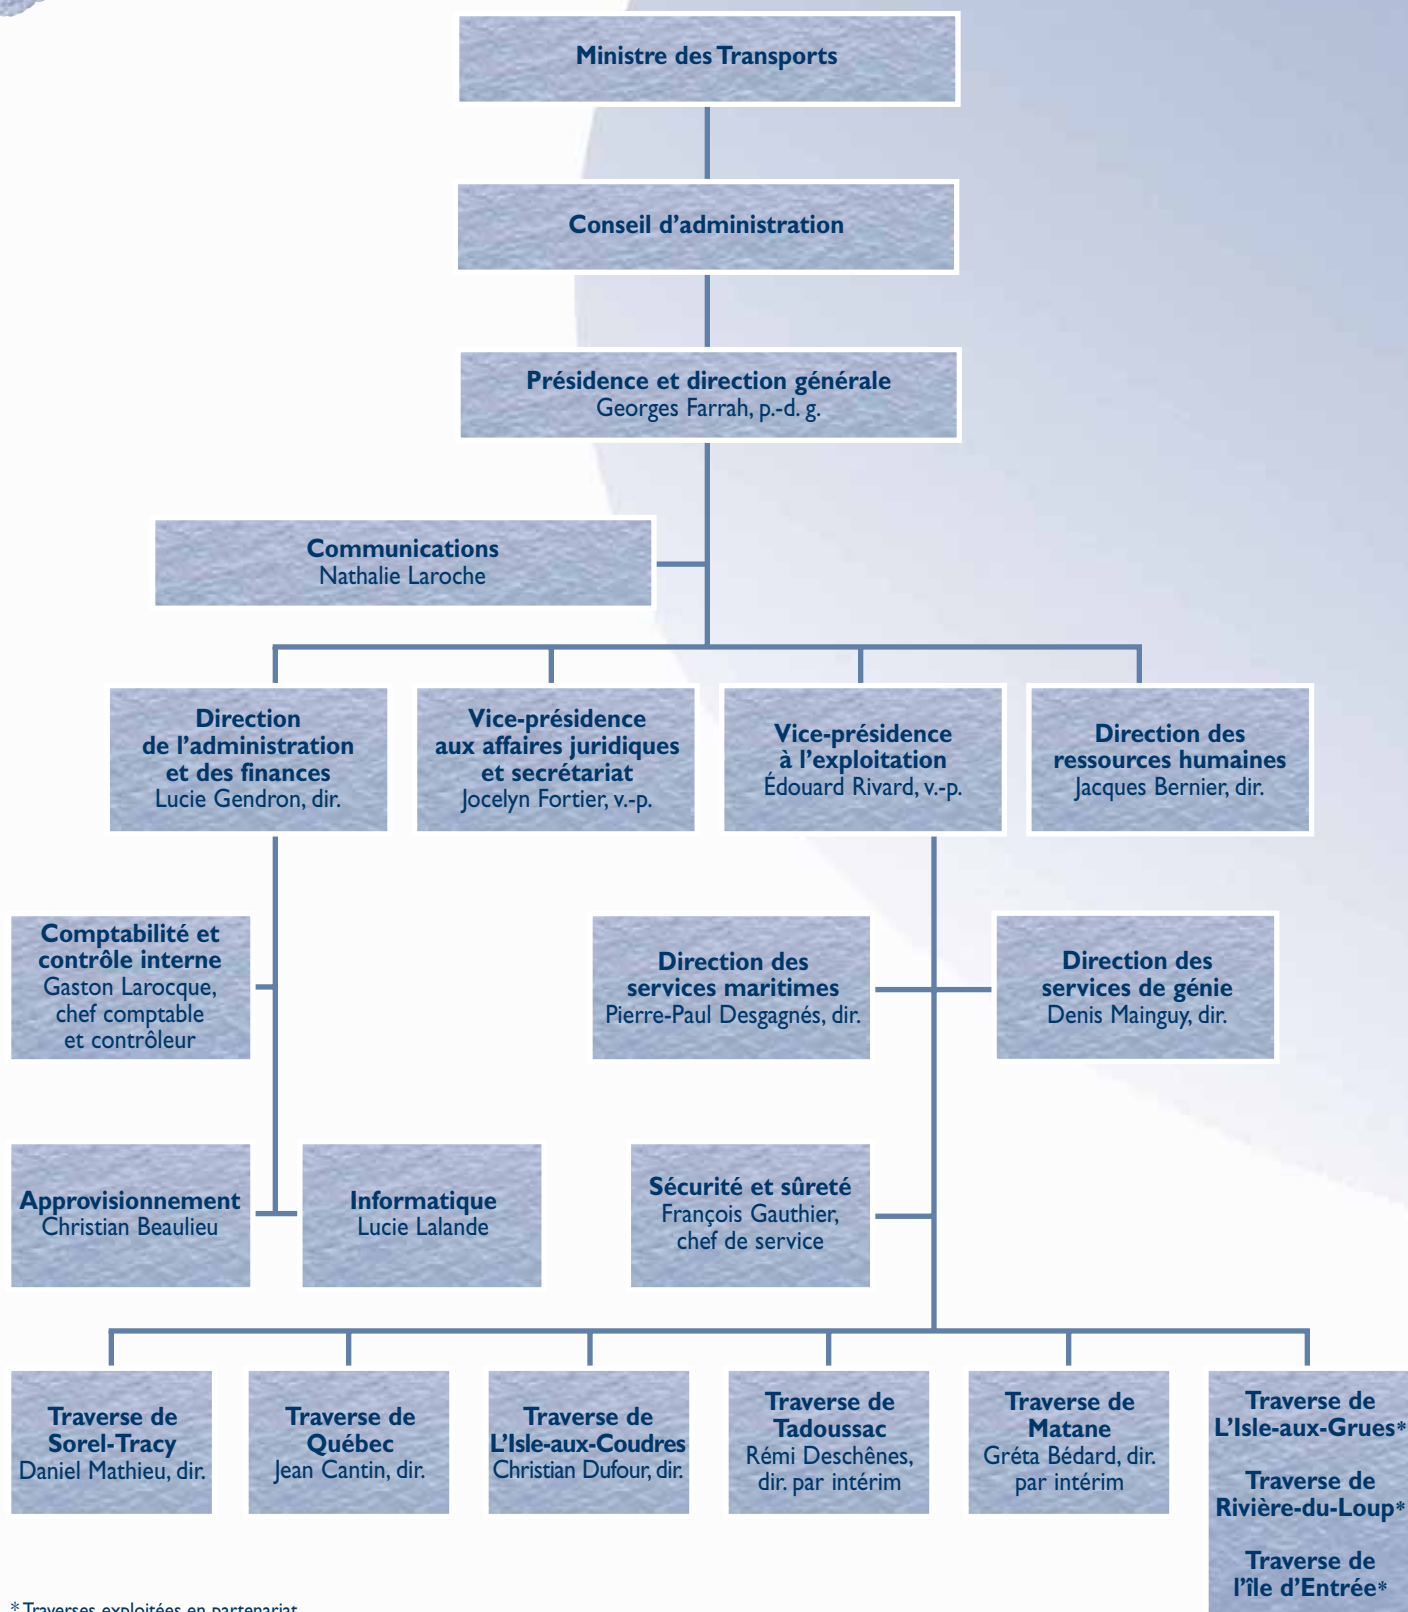 Ministre des Transports
Conseil d'administration
Présidence et direction générale
Georges Farrah, p.-d. g.
Communications
Nathalie Laroche
Direction
de l'administration
et des finances
Lucie Gendron, dir.
Vice-présidence
aux affaires juridiques
et secrétariat
Jocelyn Fortier, v.-p.
Vice-présidence
à l'exploitation
Édouard Rivard, v.-p.
Direction des
ressources humaines
Jacques Bernier, dir.
Comptabilité et
contrôle interne
Gaston Larocque,
chef comptable
et contrôleur
Direction des
services maritimes
Pierre-Paul Desgagnés, dir.
Direction des
services de génie
Denis Mainguy, dir.
Approvisionnement
Christian Beaulieu
Informatique
Lucie Lalande
Sécurité et sûreté
François Gauthier,
chef de service
Traverse de
Sorel-Tracy
Daniel Mathieu, dir.
Traverse de
Québec
Jean Cantin, dir.
Traverse de
L'Isle-aux-Coudres
Christian Dufour, dir.
Traverse de
Tadoussac
Rémi Deschênes,
dir. par intérim
Traverse de
Matane
Gréta Bédard, dir.
par intérim
Traverse de
L'Isle-aux-Grues*
Traverse de
Rivière-du-Loup*
Traverse de
l'île d'Entrée*
* Traverses exploitées en partenariat